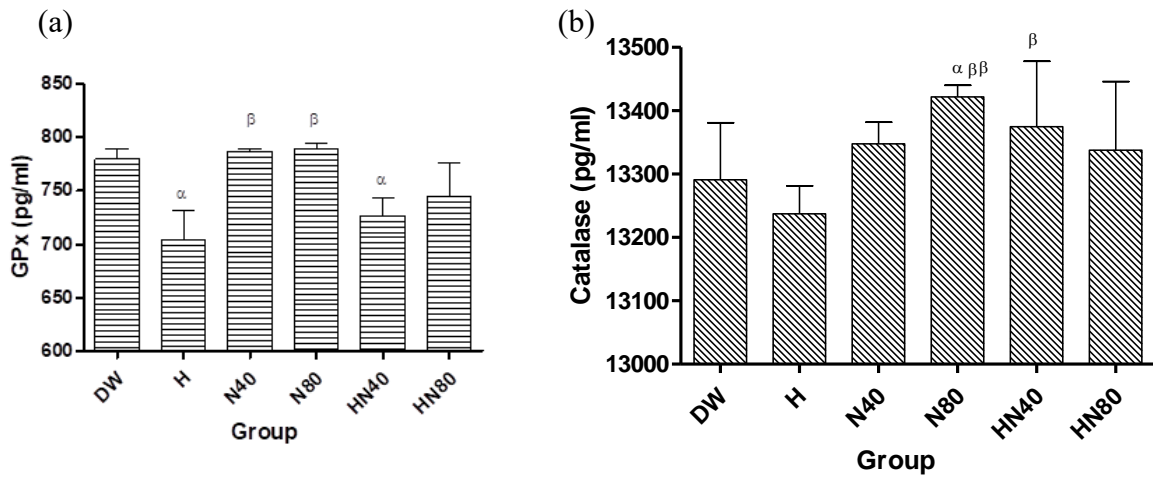 (a)
850
800
750
700
650
600
GPx (pg/ml)
α
β
β
α
DW
H
N40
N80
HN40
HN80
Group
(b)
13500
13400
13300
13200
13100
13000
Catalase (pg/ml)
α ββ
β
DW
H
N40
N80
HN40
HN80
Group